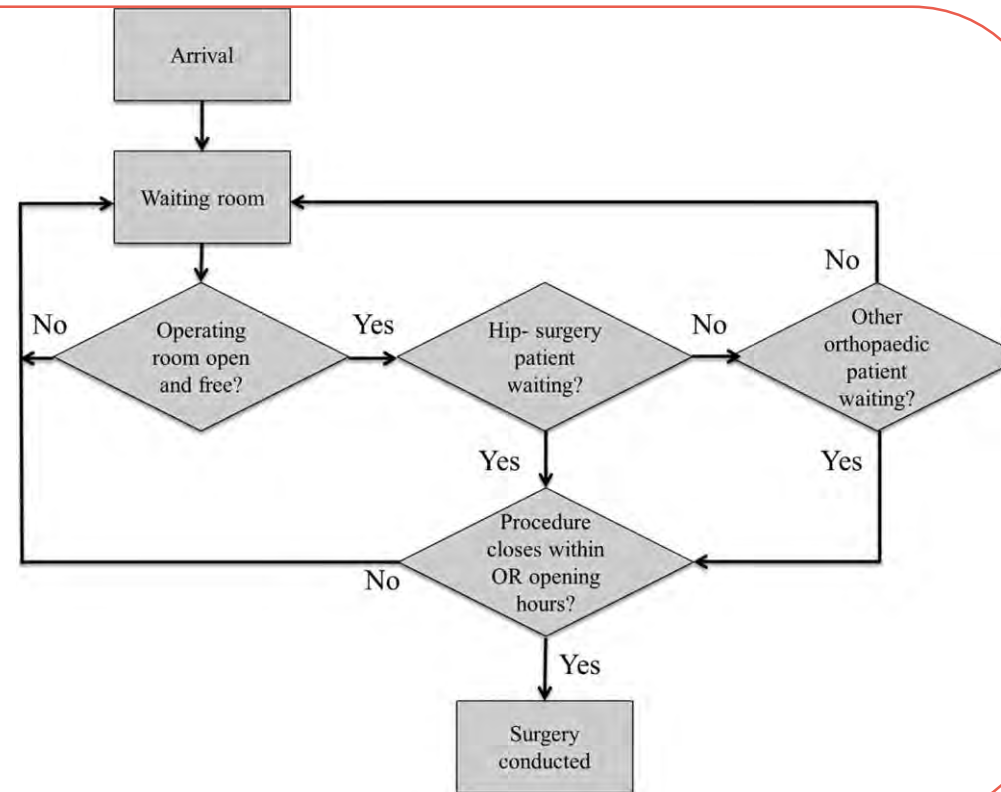 Arrival
Waiting room
No
Operating
room open
and free?
Yes
Hip- surgery
patient
waiting?
No
No
Other
orthopaedic
patient
waiting?
Yes
Yes
Procedure
closes within
OR opening
hours?
No
Yes
Surgery
conducted